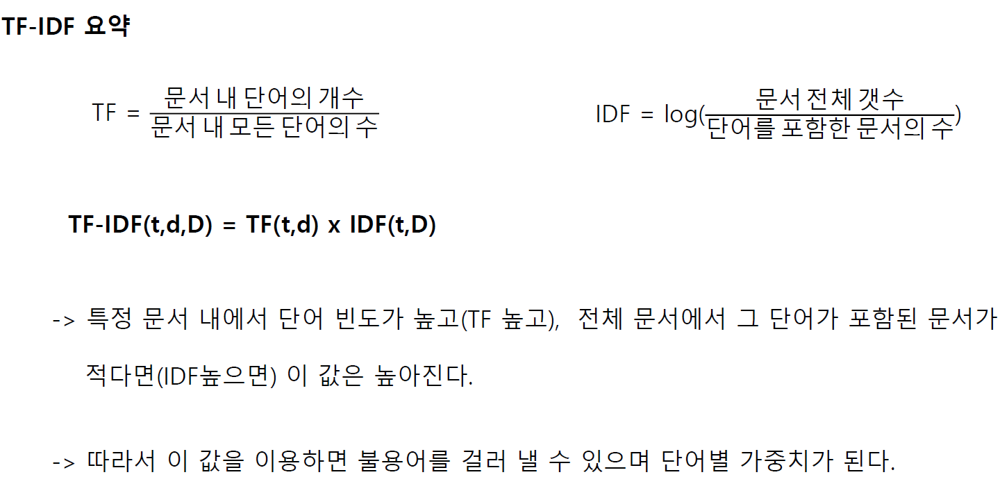 TF-IDF 요약
TF = 문서 내 단어의 개수 / 문서 내 모든 단어의 수
IDF = log(문서 전체 갯수 / 단어를 포함한 문서의 수)
TF-IDF(t,d,D) = TF(t,d) x IDF(t,D)
-> 특정 문서 내에서 단어 빈도가 높고(TF 높고), 전체 문서에서 그 단어가 포함된 문서가
적다면(IDF높으면) 이 값은 높아진다.
-> 따라서 이 값을 이용하면 불용어를 걸러 낼 수 있으며 단어별 가중치가 된다.